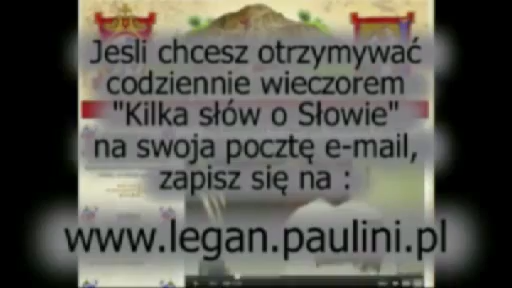 Jesli chcesz otrzymywać
codziennie wieczorem
"Kilka słów o Słowie"
na swoja pocztę e-mail,
zapisz się na :
www.legan.paulini.pl